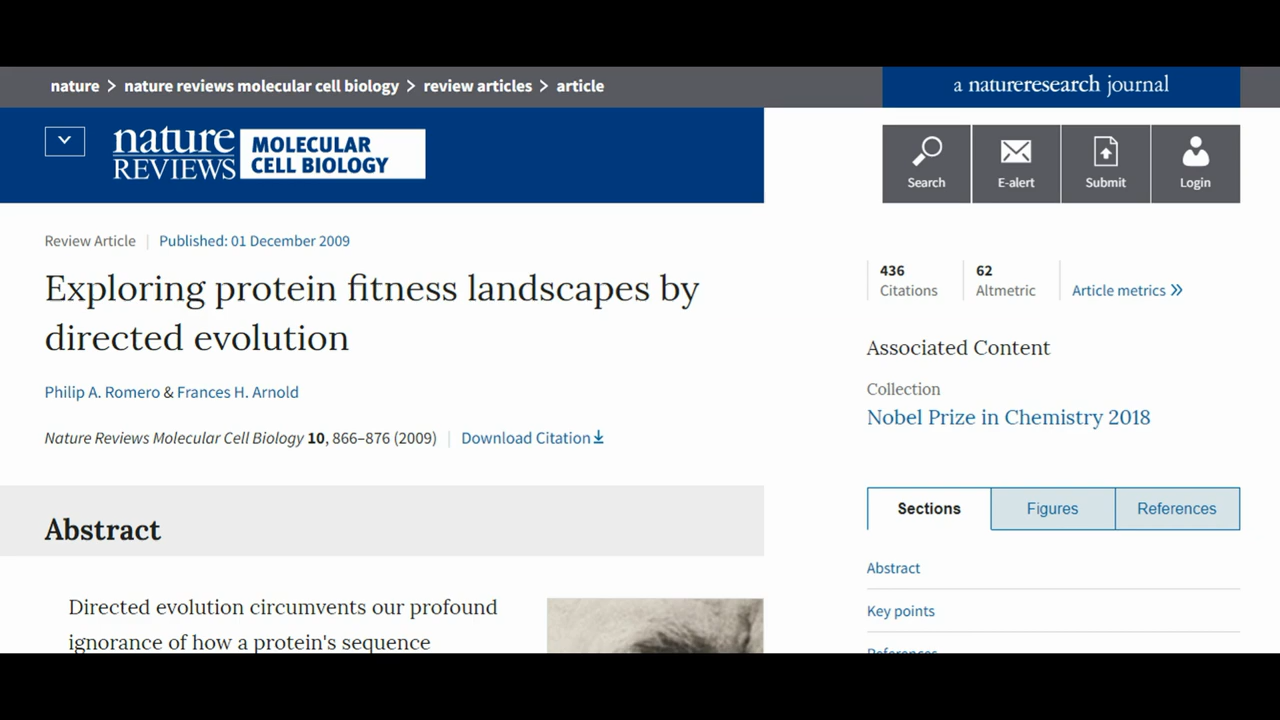 nature > nature reviews molecular cell biology > review articles > article
a natureresearch journal
nature
REVIEWS
MOLECULAR
CELL BIOLOGY
Search
E-alert
Submit
Login
Review Article | Published: 01 December 2009
Exploring protein fitness landscapes by
directed evolution
Philip A. Romero & Frances H. Arnold
Nature Reviews Molecular Cell Biology 10, 866–876 (2009) | Download Citation
Abstract
Directed evolution circumvents our profound
ignorance of how a protein's sequence
436
Citations
62
Altmetric
Article metrics
Associated Content
Collection
Nobel Prize in Chemistry 2018
Sections
Figures
References
Abstract
Key points
References